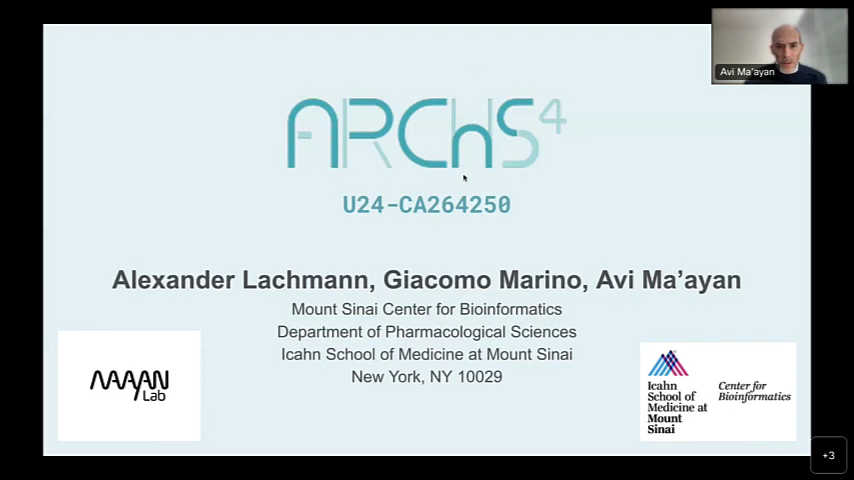 Avi Ma'ayan
ARCHS4
U24-CA264250
Alexander Lachmann, Giacomo Marino, Avi Ma’ayan
Mount Sinai Center for Bioinformatics
Department of Pharmacological Sciences
Icahn School of Medicine at Mount Sinai
New York, NY 10029
MAAYAN
Lab
Icahn
School of
Medicine at
Mount
Sinai
Center for
Bioinformatics
+3